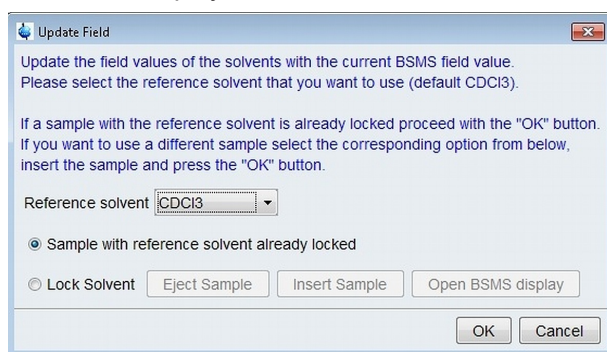 Update Field
Update the field values of the solvents with the current BSMS field value.
Please select the reference solvent that you want to use (default CDCl3).
If a sample with the reference solvent is already locked proceed with the "OK" button.
If you want to use a different sample select the corresponding option from below,
insert the sample and press the "OK" button.
Reference solvent CDCl3
Sample with reference solvent already locked
Lock Solvent Eject Sample Insert Sample Open BSMS display
OK Cancel